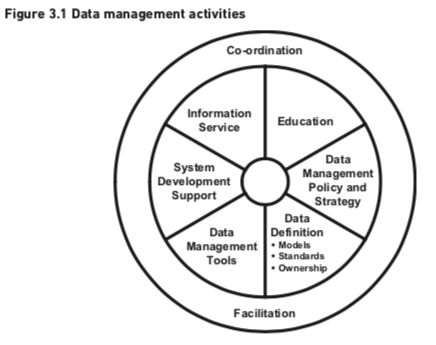 Figure 3.1 Data management activities
Co-ordination
Information
Service
Education
System
Development
Support
Data
Management
Policy and
Strategy
Data
Management
Tools
Data
Definition
• Models
• Standards
• Ownership
Facilitation